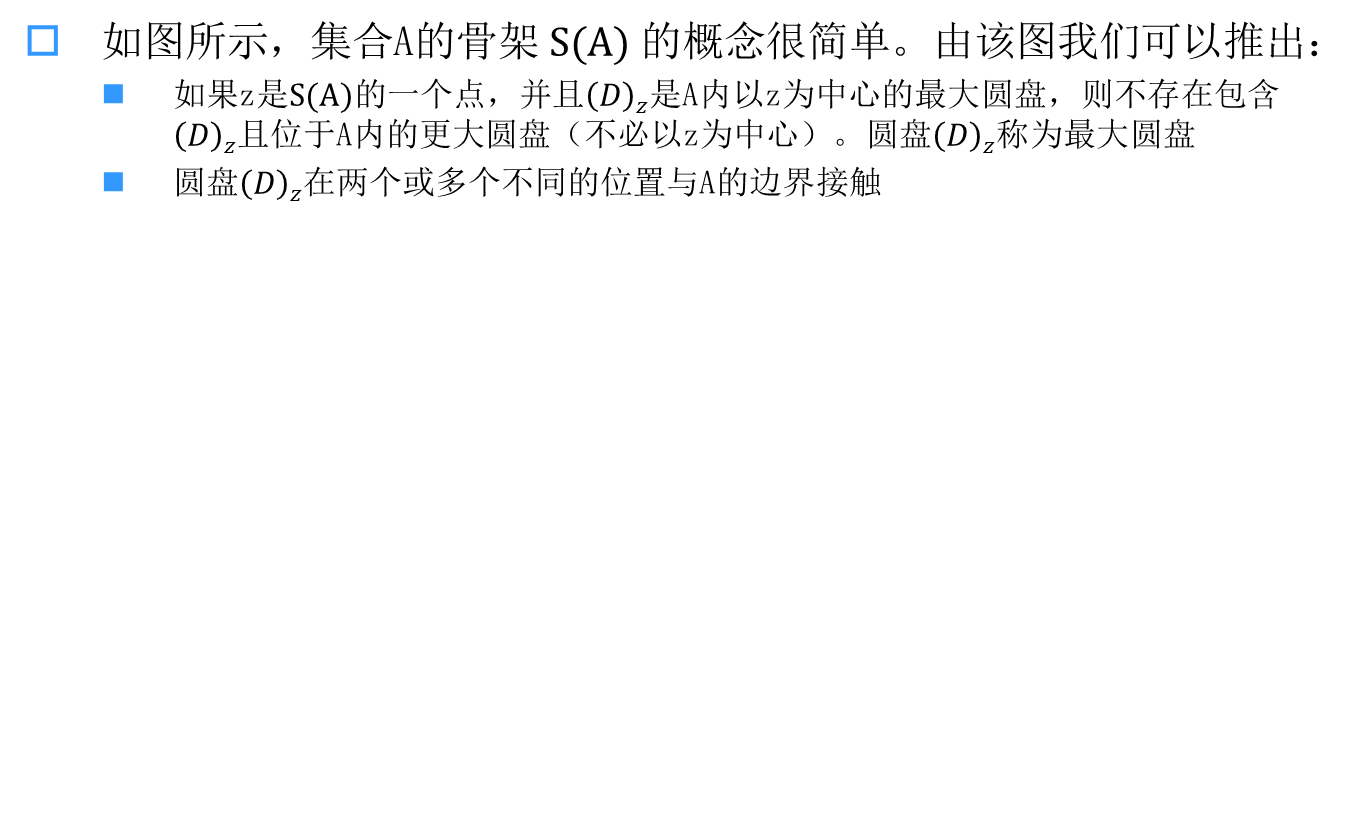 如图所示，集合A的骨架 S(A) 的概念很简单。由该图我们可以推出：
如果z是S(A)的一个点，并且(D)z是A内以z为中心的最大圆盘，则不存在包含
(D)z且位于A内的更大圆盘（不必以z为中心）。圆盘(D)z称为最大圆盘
圆盘(D)z在两个或多个不同的位置与A的边界接触